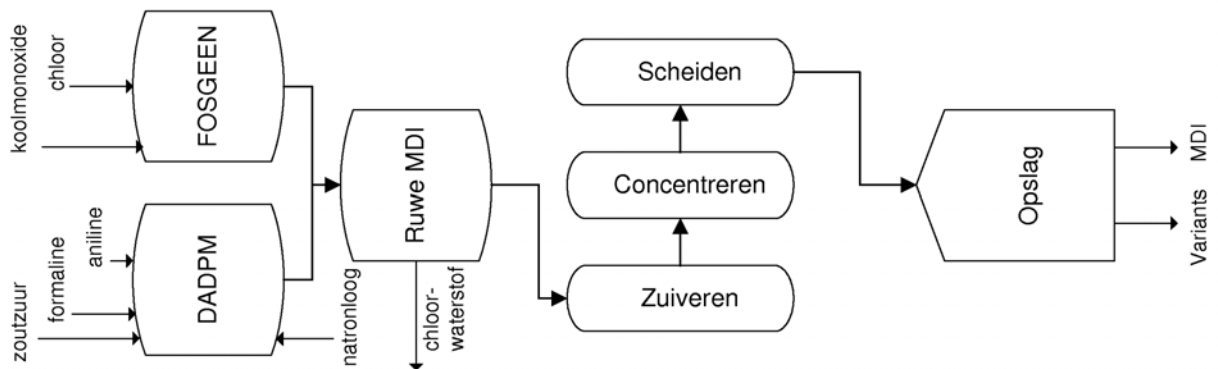 koolmonoxide
chloor
FOSGEEN
zoutzuur
formaline
aniline
DADPM
natronloog
Ruwe MDI
chloor-
waterstof
Scheiden
Concentreren
Zuiveren
Opslag
MDI
Variants